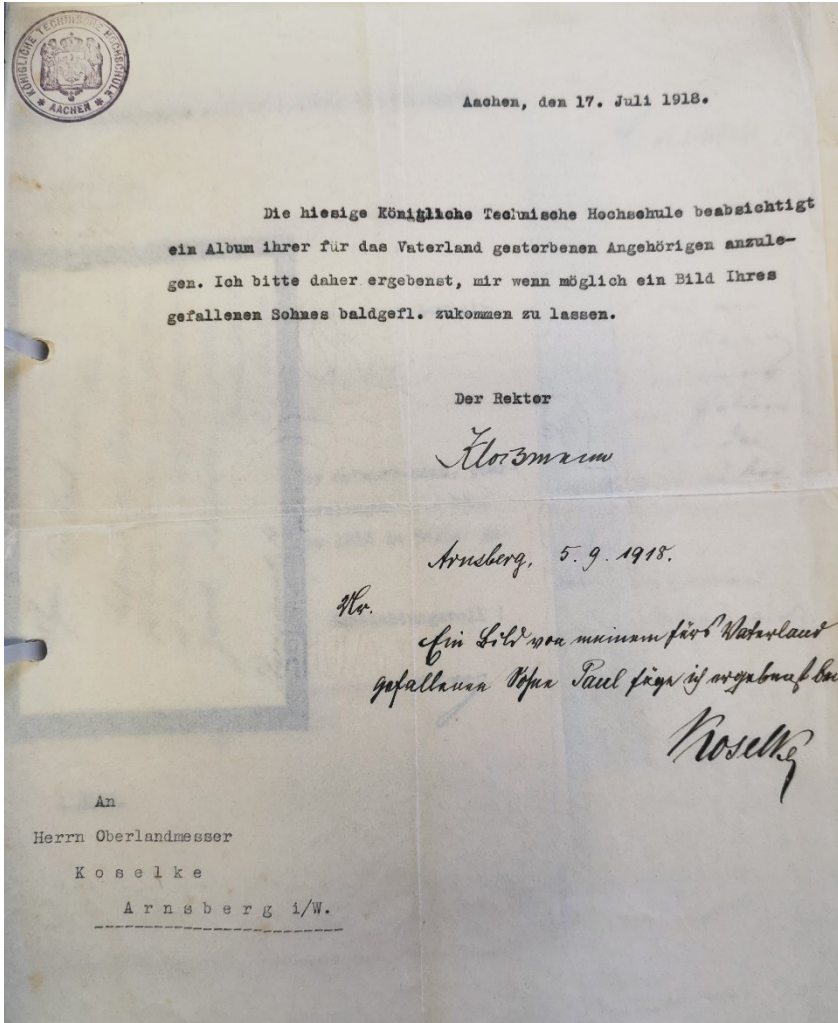 KÖNIGLICHE TECHNISCHE HOCHSCHULE
* AACHEN *
Aachen, den 17. Juli 1918.
Die hiesige Königliche Technische Hochschule beabsichtigt
ein Album ihrer für das Vaterland gestorbenen Angehörigen anzule-
gen. Ich bitte daher ergebenst, mir wenn möglich ein Bild Ihres
gefallenen Sohnes baldgefl. zukommen zu lassen.
Der Rektor
Arnsberg, 5.9.1918.
Ein Bild von meinem fürs Vaterland
gefallenen Sohne Paul füge ich ergebenst bei
Koselke
An
Herrn Oberlandmesser
Koselke
Arnsberg i/W.